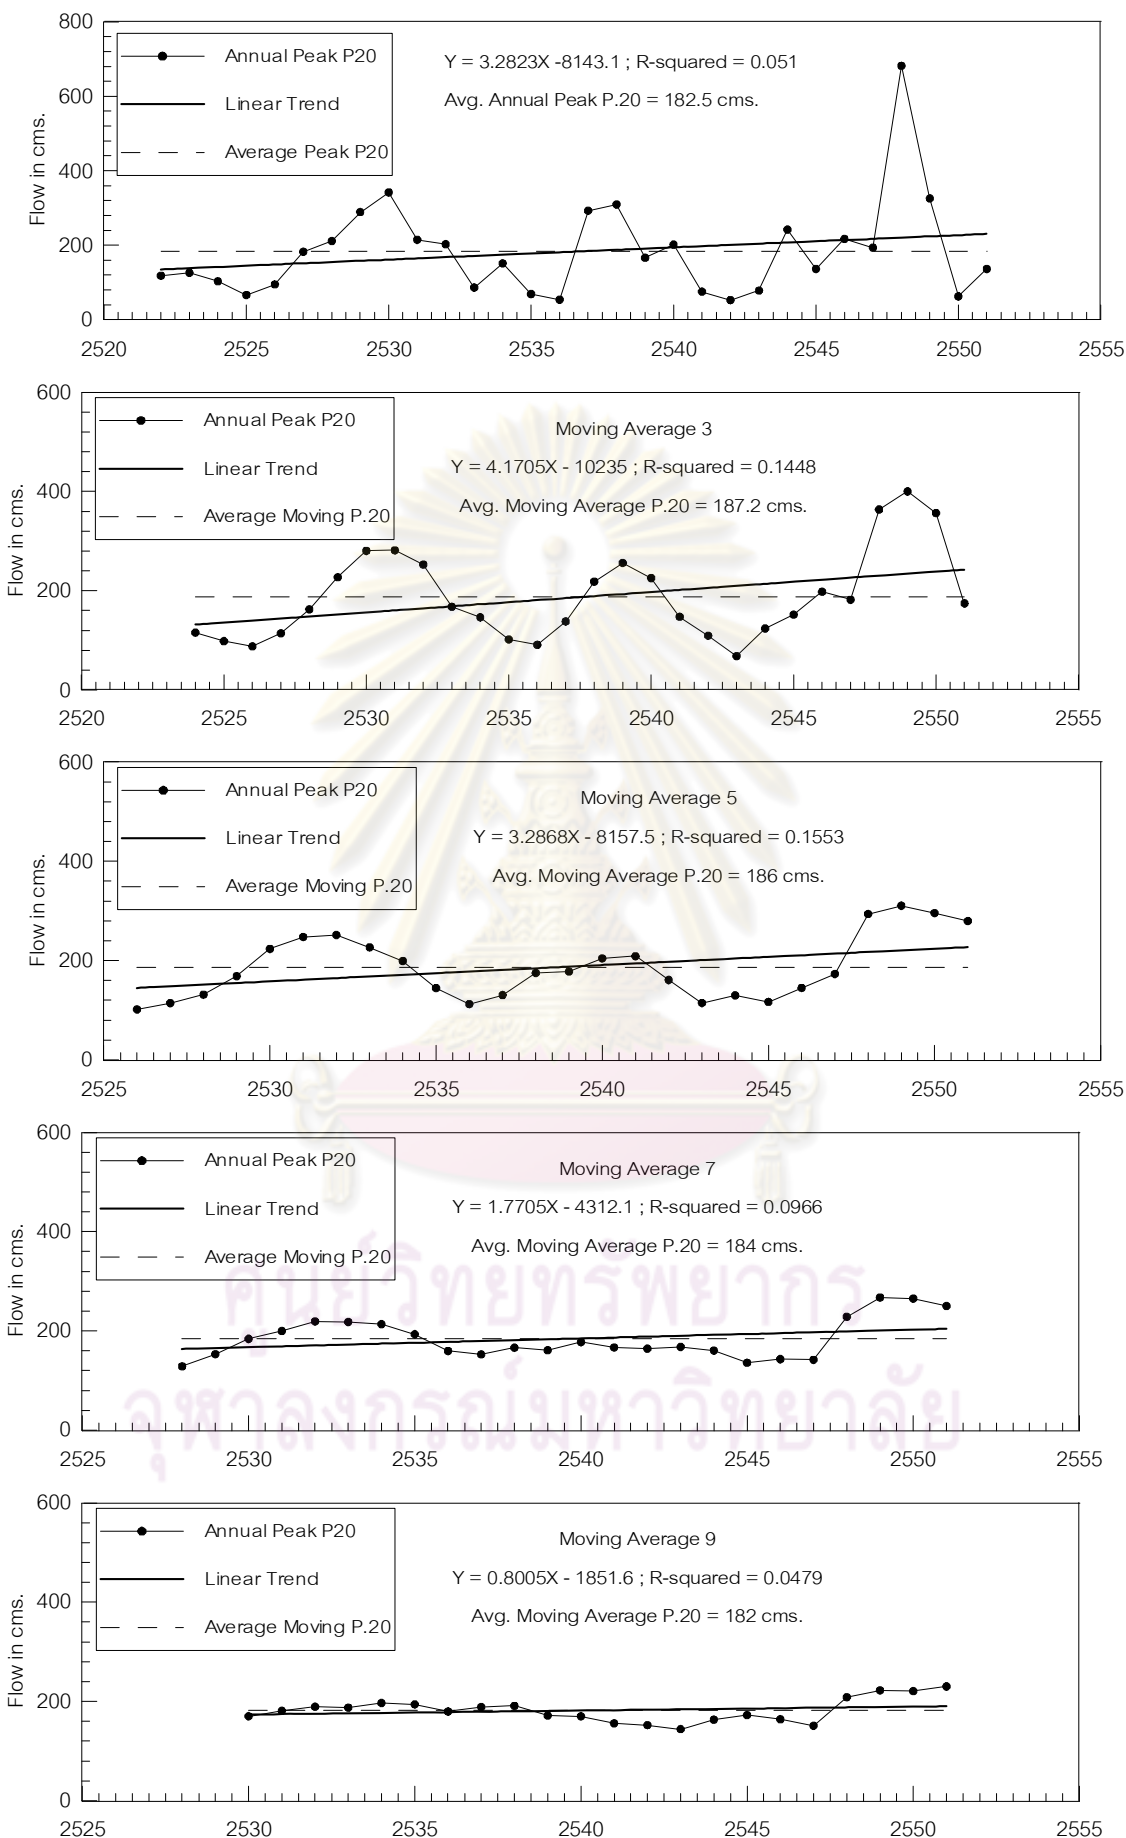 800
600
400
200
0
Flow in cms.
Annual Peak P20
Linear Trend
Average Peak P20
Y = 3.2823X -8143.1 ; R-squared = 0.051
Avg. Annual Peak P.20 = 182.5 cms.
2520 2525 2530 2535 2540 2545 2550 2555
600
400
200
0
Flow in cms.
Annual Peak P20
Linear Trend
Average Moving P.20
Moving Average 3
Y = 4.1705X - 10235 ; R-squared = 0.1448
Avg. Moving Average P.20 = 187.2 cms.
2520 2525 2530 2535 2540 2545 2550 2555
600
400
200
0
Flow in cms.
Annual Peak P20
Linear Trend
Average Moving P.20
Moving Average 5
Y = 3.2868X - 8157.5 ; R-squared = 0.1553
Avg. Moving Average P.20 = 186 cms.
2525 2530 2535 2540 2545 2550 2555
600
400
200
0
Flow in cms.
Annual Peak P20
Linear Trend
Average Moving P.20
Moving Average 7
Y = 1.7705X - 4312.1 ; R-squared = 0.0966
Avg. Moving Average P.20 = 184 cms.
ศูนย์วิทยทรัพยากร
จุฬาลงกรณ์มหาวิทยาลัย
2525 2530 2535 2540 2545 2550 2555
600
400
200
0
Flow in cms.
Annual Peak P20
Linear Trend
Average Moving P.20
Moving Average 9
Y = 0.8005X - 1851.6 ; R-squared = 0.0479
Avg. Moving Average P.20 = 182 cms.
2525 2530 2535 2540 2545 2550 2555